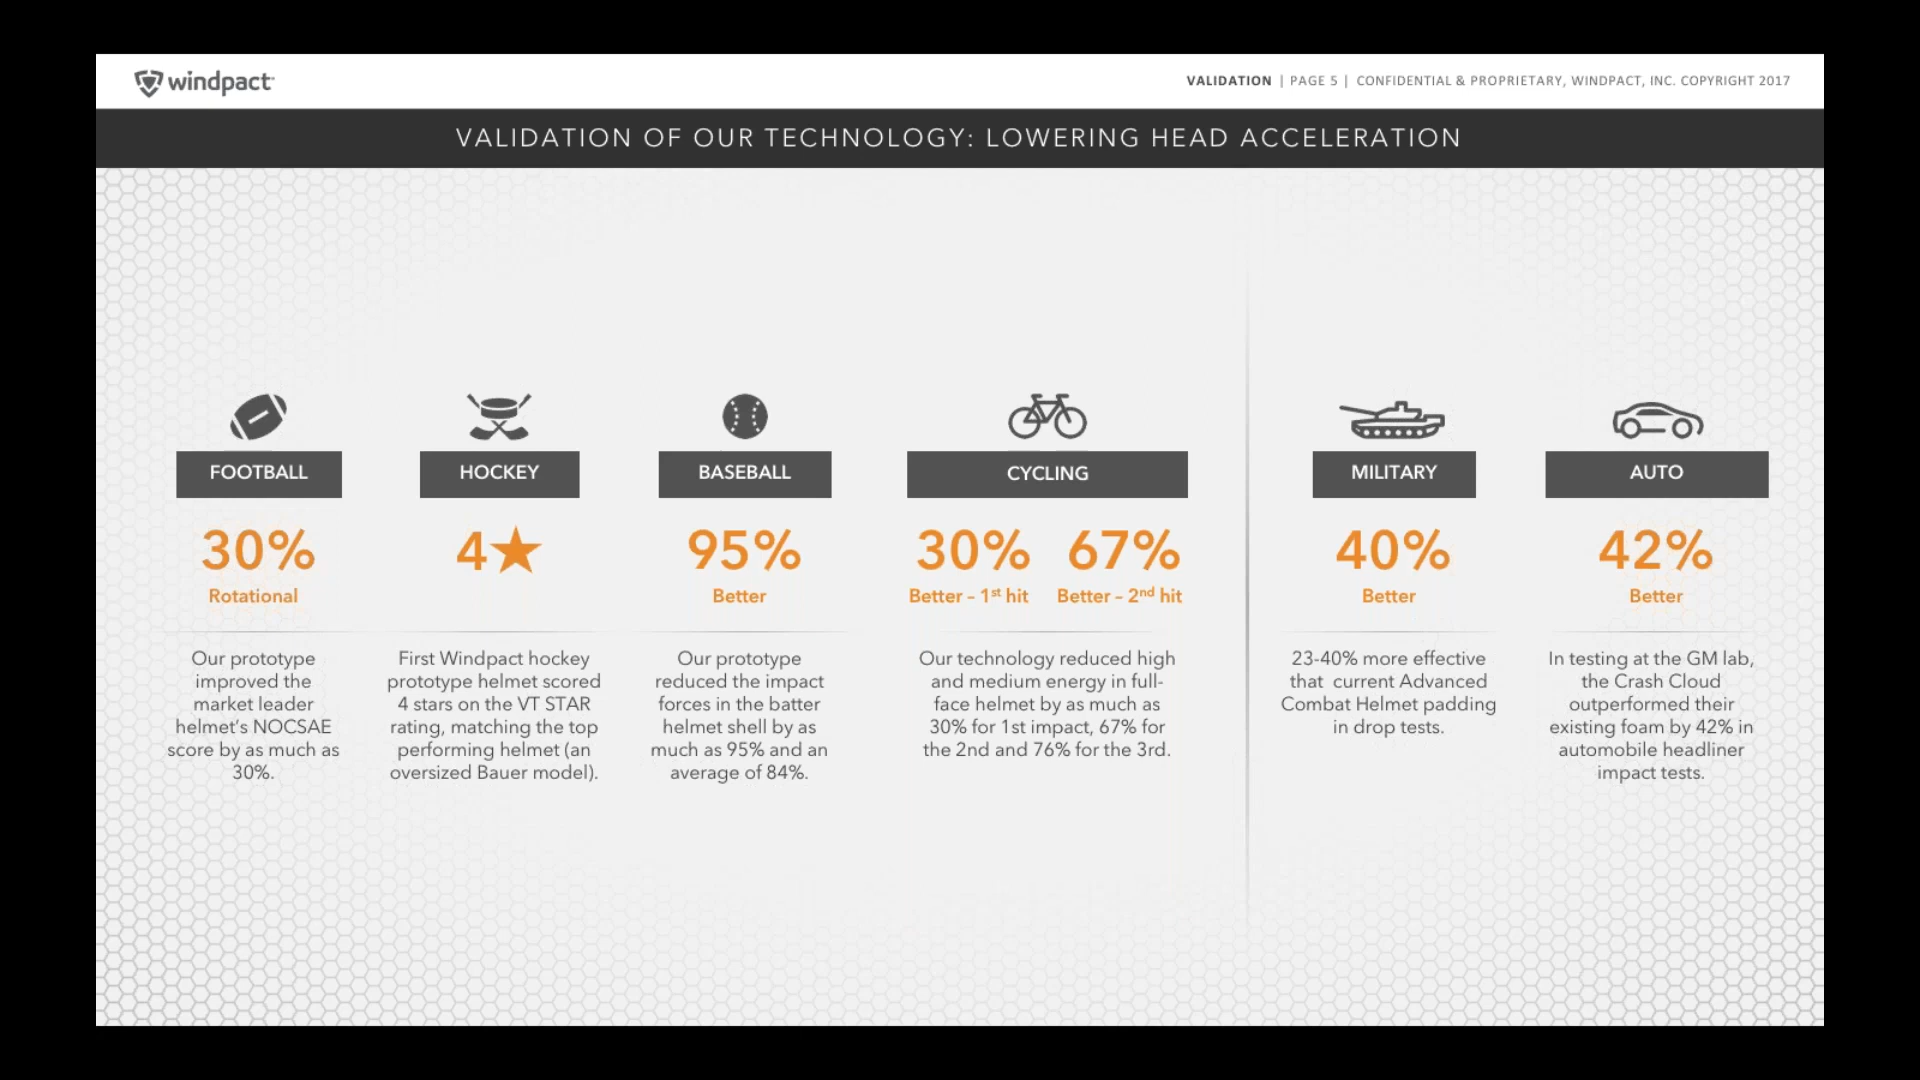 windpact
VALIDATION | PAGE 5 | CONFIDENTIAL & PROPRIETARY, WINDPACT, INC. COPYRIGHT 2017
VALIDATION OF OUR TECHNOLOGY: LOWERING HEAD ACCELERATION
FOOTBALL
30%
Rotational
Our prototype
improved the
market leader
helmet's NOCSAE
score by as much as
30%.
HOCKEY
4★
First Windpact hockey
prototype helmet scored
4 stars on the VT STAR
rating, matching the top
performing helmet (an
oversized Bauer model).
BASEBALL
95%
Better
Our prototype
reduced the impact
forces in the batter
helmet shell by as
much as 95% and an
average of 84%.
CYCLING
30% 67%
Better – 1st hit Better – 2nd hit
Our technology reduced high
and medium energy in full-
face helmet by as much as
30% for 1st impact, 67% for
the 2nd and 76% for the 3rd.
MILITARY
40%
Better
23-40% more effective
that current Advanced
Combat Helmet padding
in drop tests.
AUTO
42%
Better
In testing at the GM lab,
the Crash Cloud
outperformed their
existing foam by 42% in
automobile headliner
impact tests.